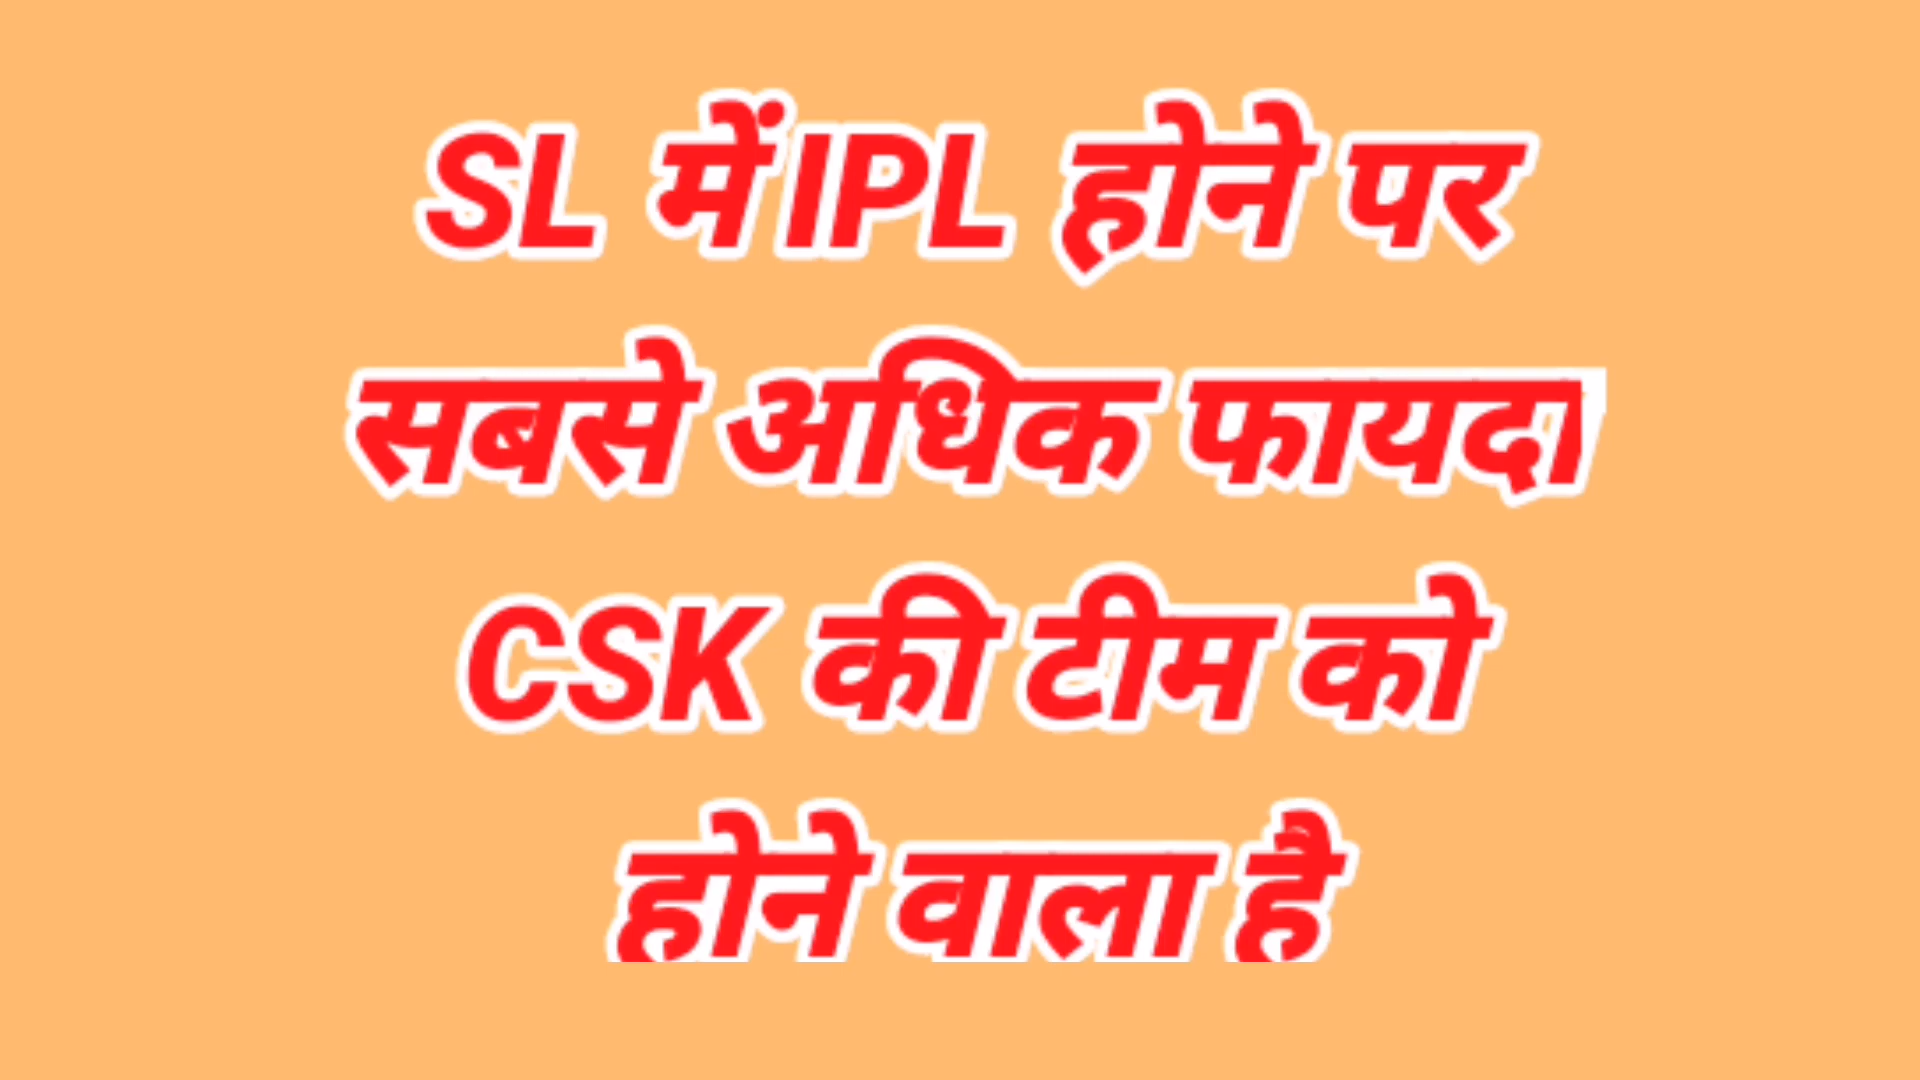 SL में IPL होने पर
सबसे अधिक फायदा
CSK की टीम को
होने वाला है